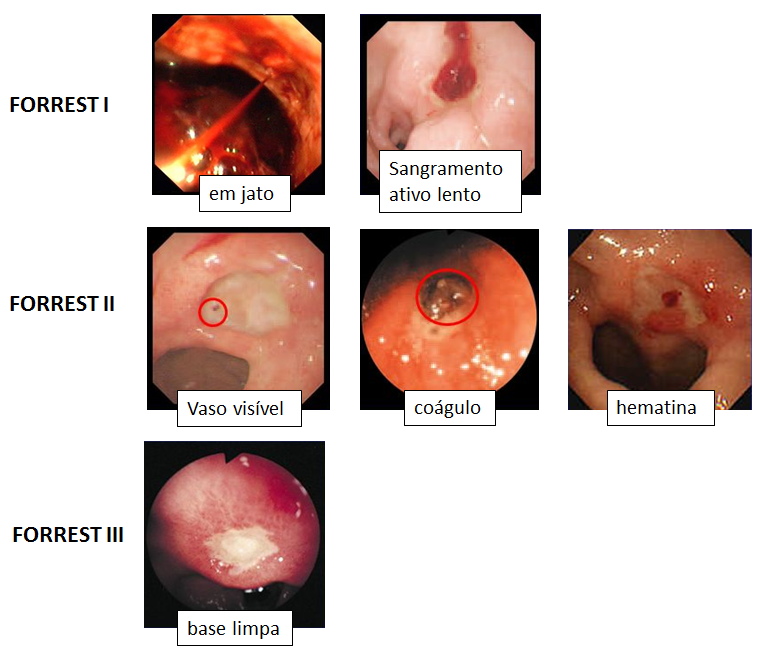 FORREST I
em jato
Sangramento
ativo lento
FORREST II
Vaso visível
coágulo
hematina
FORREST III
base limpa